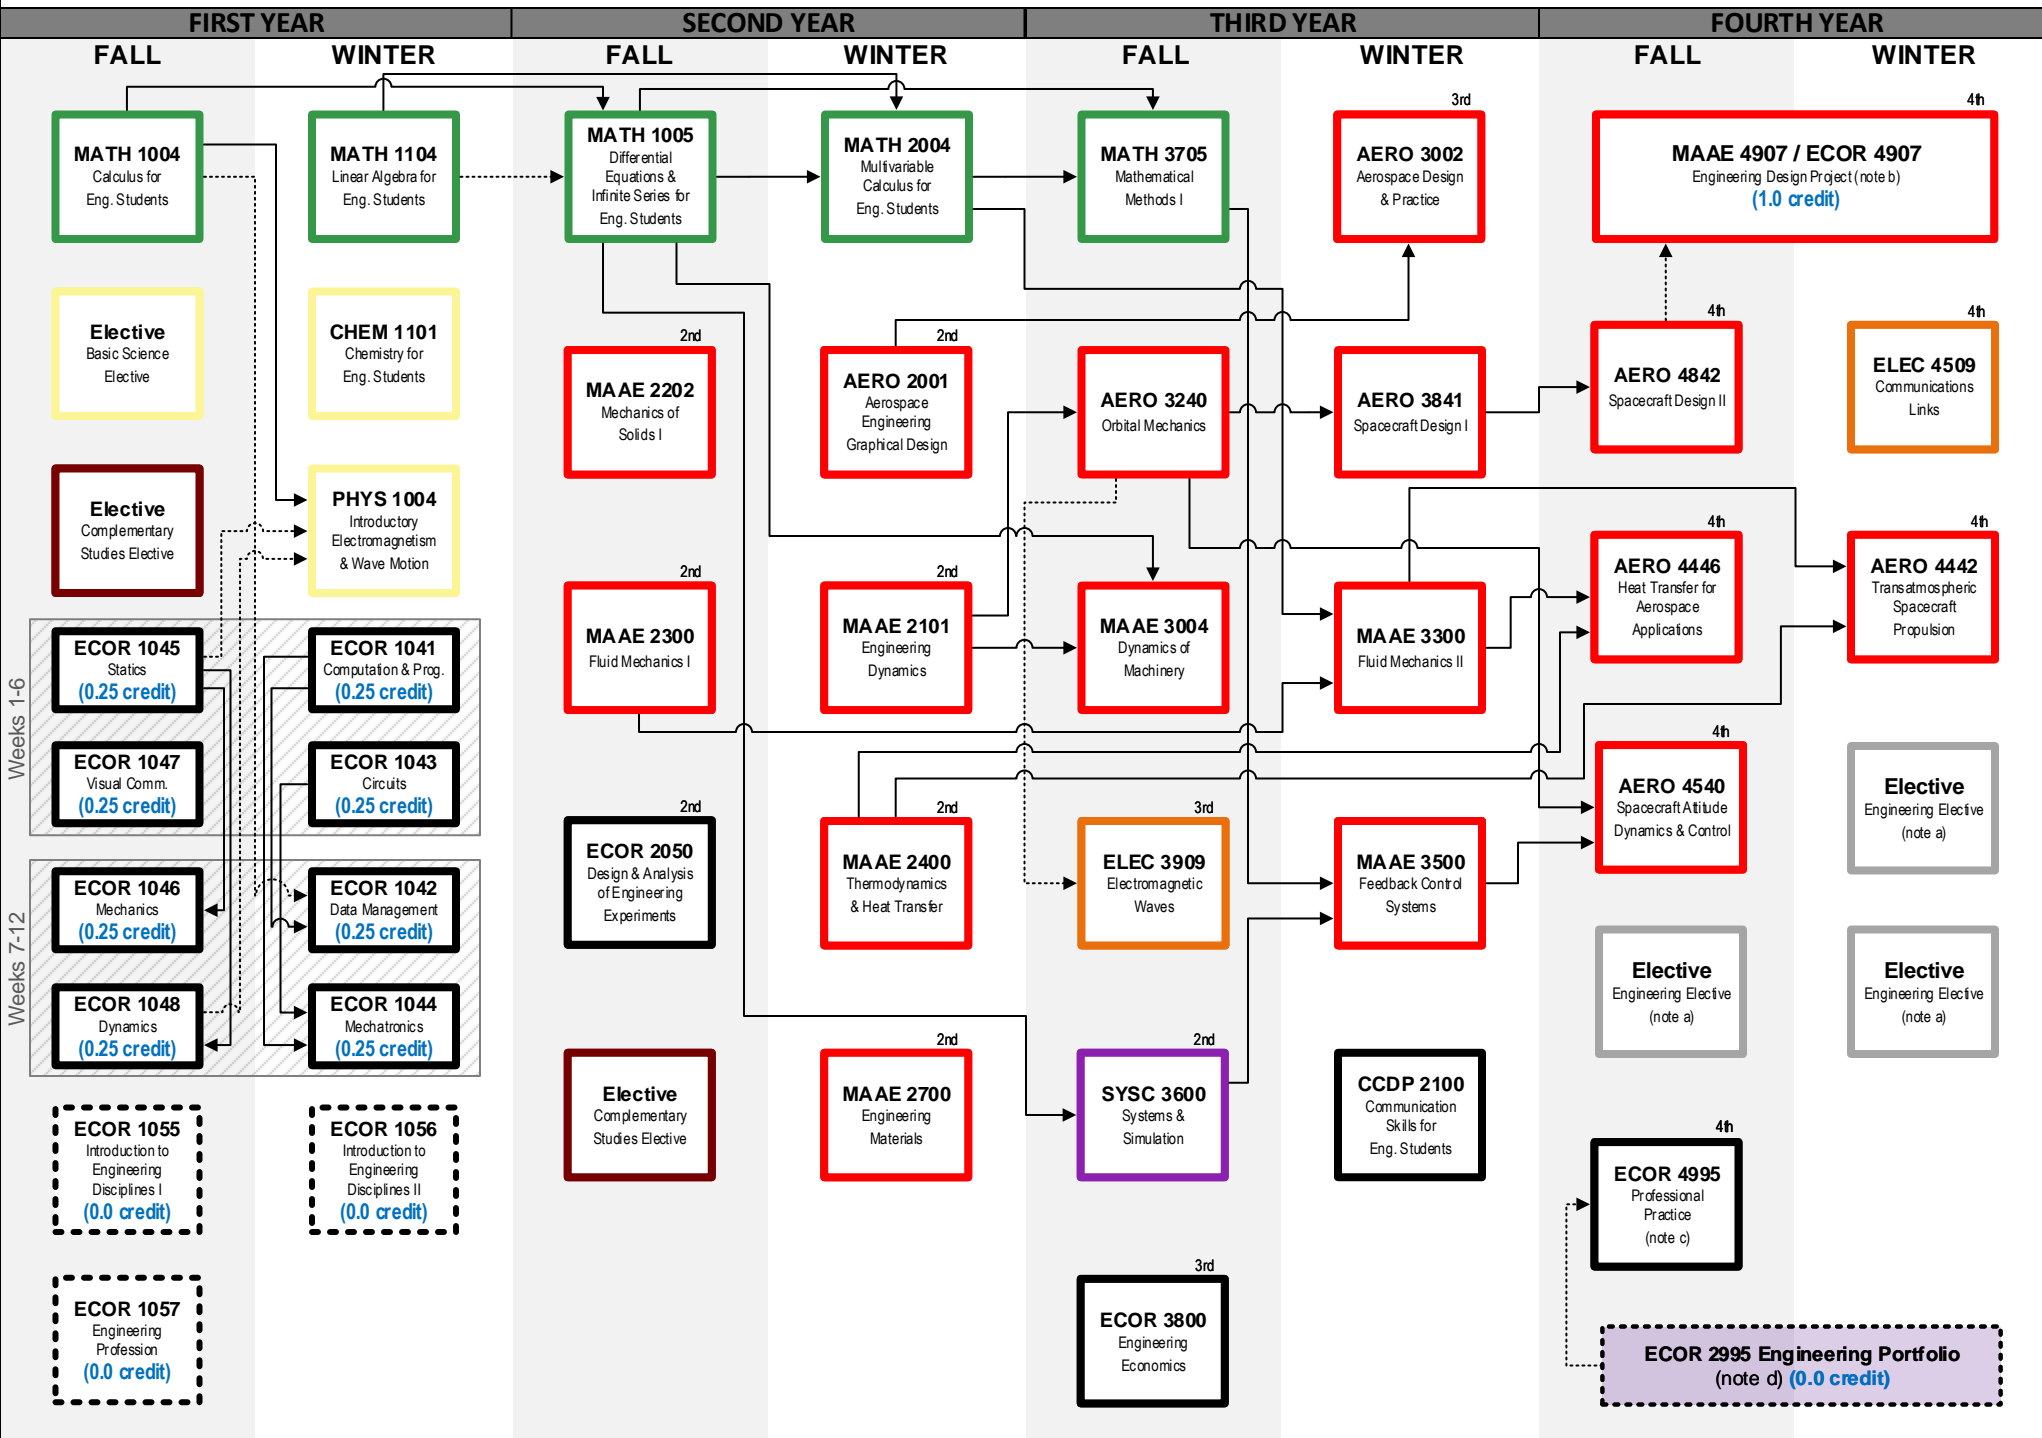 FIRST YEAR
SECOND YEAR
THIRD YEAR
FOURTH YEAR
FALL
WINTER
FALL
WINTER
FALL
WINTER
FALL
WINTER
MATH 1004
Calculus for
Eng. Students
Elective
Basic Science
Elective
Elective
Complementary
Studies Elective
Weeks 1-6
ECOR 1045
Statics
(0.25 credit)
ECOR 1047
Visual Comm.
(0.25 credit)
Weeks 7-12
ECOR 1046
Mechanics
(0.25 credit)
ECOR 1048
Dynamics
(0.25 credit)
ECOR 1055
Introduction to
Engineering
Disciplines I
(0.0 credit)
ECOR 1057
Engineering
Profession
(0.0 credit)
MATH 1104
Linear Algebra for
Eng. Students
CHEM 1101
Chemistry for
Eng. Students
PHYS 1004
Introductory
Electromagnetism
& Wave Motion
ECOR 1041
Computation & Prog.
(0.25 credit)
ECOR 1043
Circuits
(0.25 credit)
ECOR 1042
Data Management
(0.25 credit)
ECOR 1044
Mechatronics
(0.25 credit)
ECOR 1056
Introduction to
Engineering
Disciplines II
(0.0 credit)
MATH 1005
Differential
Equations &
Infinite Series for
Eng. Students
2nd
MAAE 2202
Mechanics of
Solids I
2nd
MAAE 2300
Fluid Mechanics I
2nd
ECOR 2050
Design & Analysis
of Engineering
Experiments
Elective
Complementary
Studies Elective
MATH 2004
Multivariable
Calculus for
Eng. Students
2nd
AERO 2001
Aerospace
Engineering
Graphical Design
2nd
MAAE 2101
Engineering
Dynamics
2nd
MAAE 2400
Thermodynamics
& Heat Transfer
2nd
MAAE 2700
Engineering
Materials
MATH 3705
Mathematical
Methods I
AERO 3240
Orbital Mechanics
MAAE 3004
Dynamics of
Machinery
3rd
ELEC 3909
Electromagnetic
Waves
2nd
SYSC 3600
Systems &
Simulation
3rd
ECOR 3800
Engineering
Economics
3rd
AERO 3002
Aerospace Design
& Practice
AERO 3841
Spacecraft Design I
MAAE 3300
Fluid Mechanics II
MAAE 3500
Feedback Control
Systems
CCDP 2100
Communication
Skills for
Eng. Students
4th
MAAE 4907 / ECOR 4907
Engineering Design Project (note b)
(1.0 credit)
4th
AERO 4842
Spacecraft Design II
4th
AERO 4446
Heat Transfer for
Aerospace
Applications
4th
AERO 4540
Spacecraft Attitude
Dynamics & Control
Elective
Engineering Elective
(note a)
4th
ECOR 4995
Professional
Practice
(note c)
4th
ELEC 4509
Communications
Links
4th
AERO 4442
Transatmospheric
Spacecraft
Propulsion
Elective
Engineering Elective
(note a)
Elective
Engineering Elective
(note a)
ECOR 2995 Engineering Portfolio
(note d) (0.0 credit)